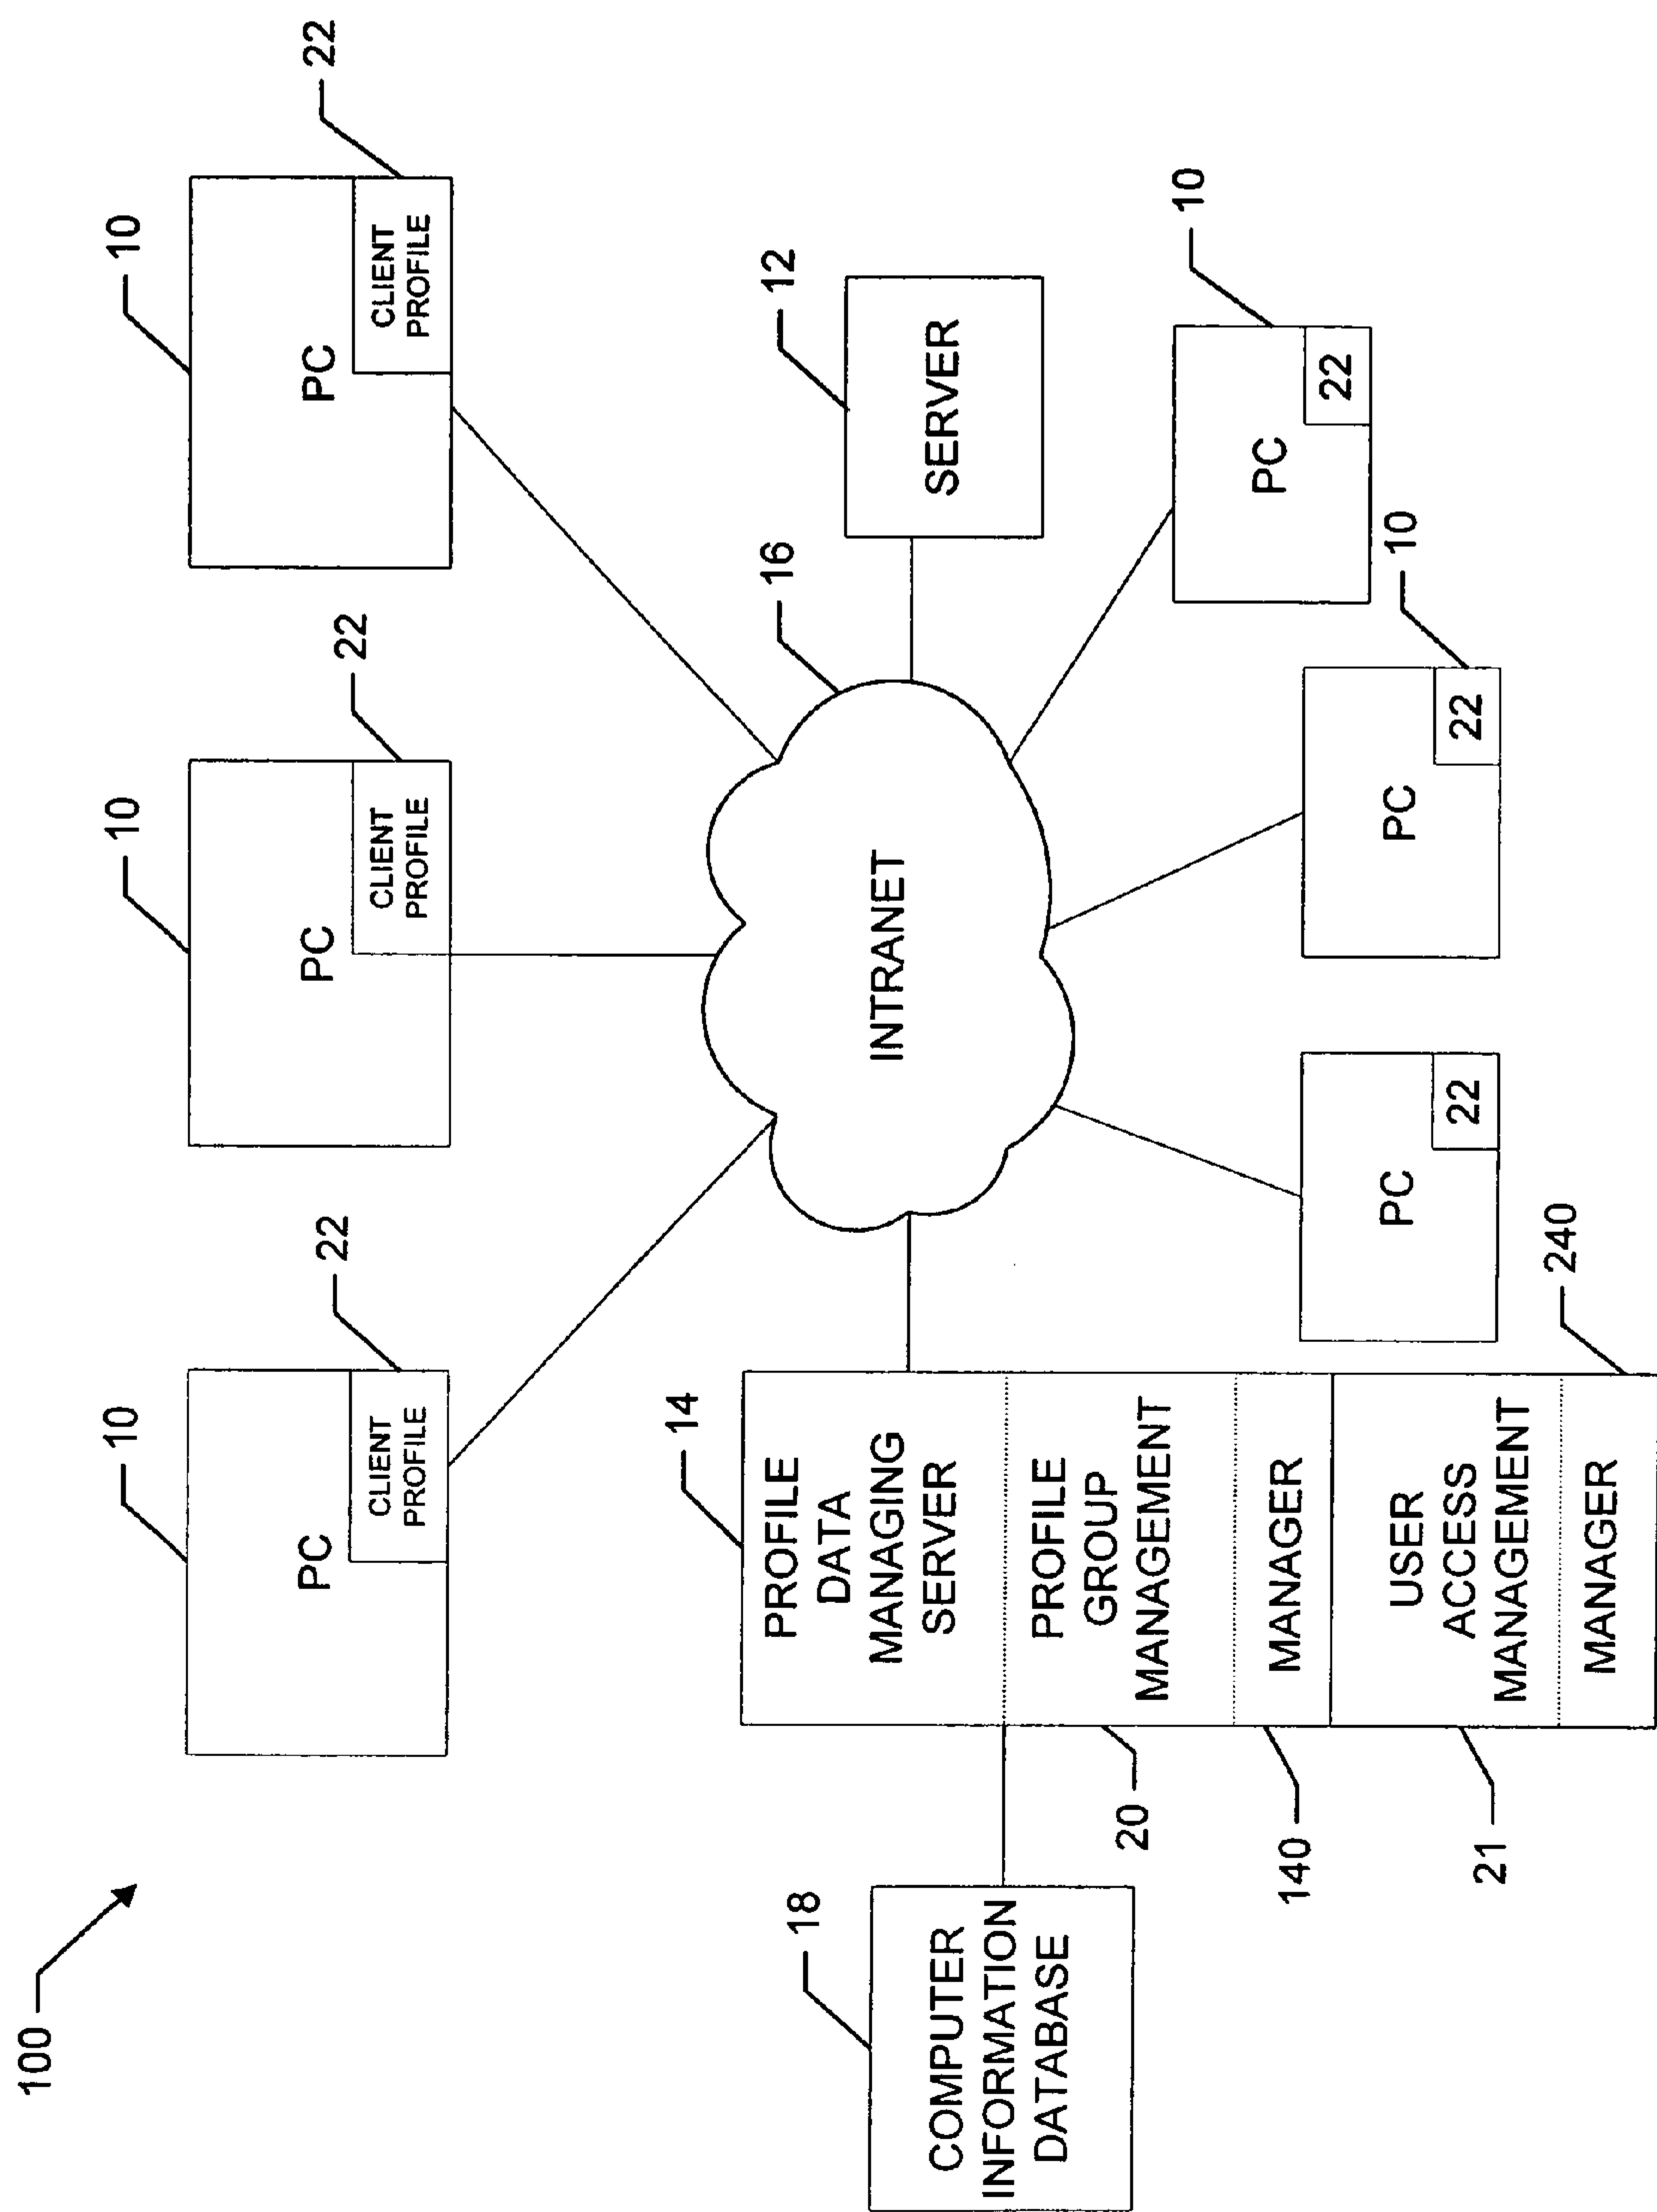 100
10
PC
CLIENT
PROFILE
22
10
PC
CLIENT
PROFILE
22
10
PC
CLIENT
PROFILE
22
16
INTRANET
12
SERVER
14
PROFILE
DATA
MANAGING
SERVER
18
COMPUTER
INFORMATION
DATABASE
20
PROFILE
GROUP
MANAGEMENT
140
MANAGER
21
USER
ACCESS
MANAGEMENT
240
MANAGER
PC
22
10
PC
22
10
PC
22